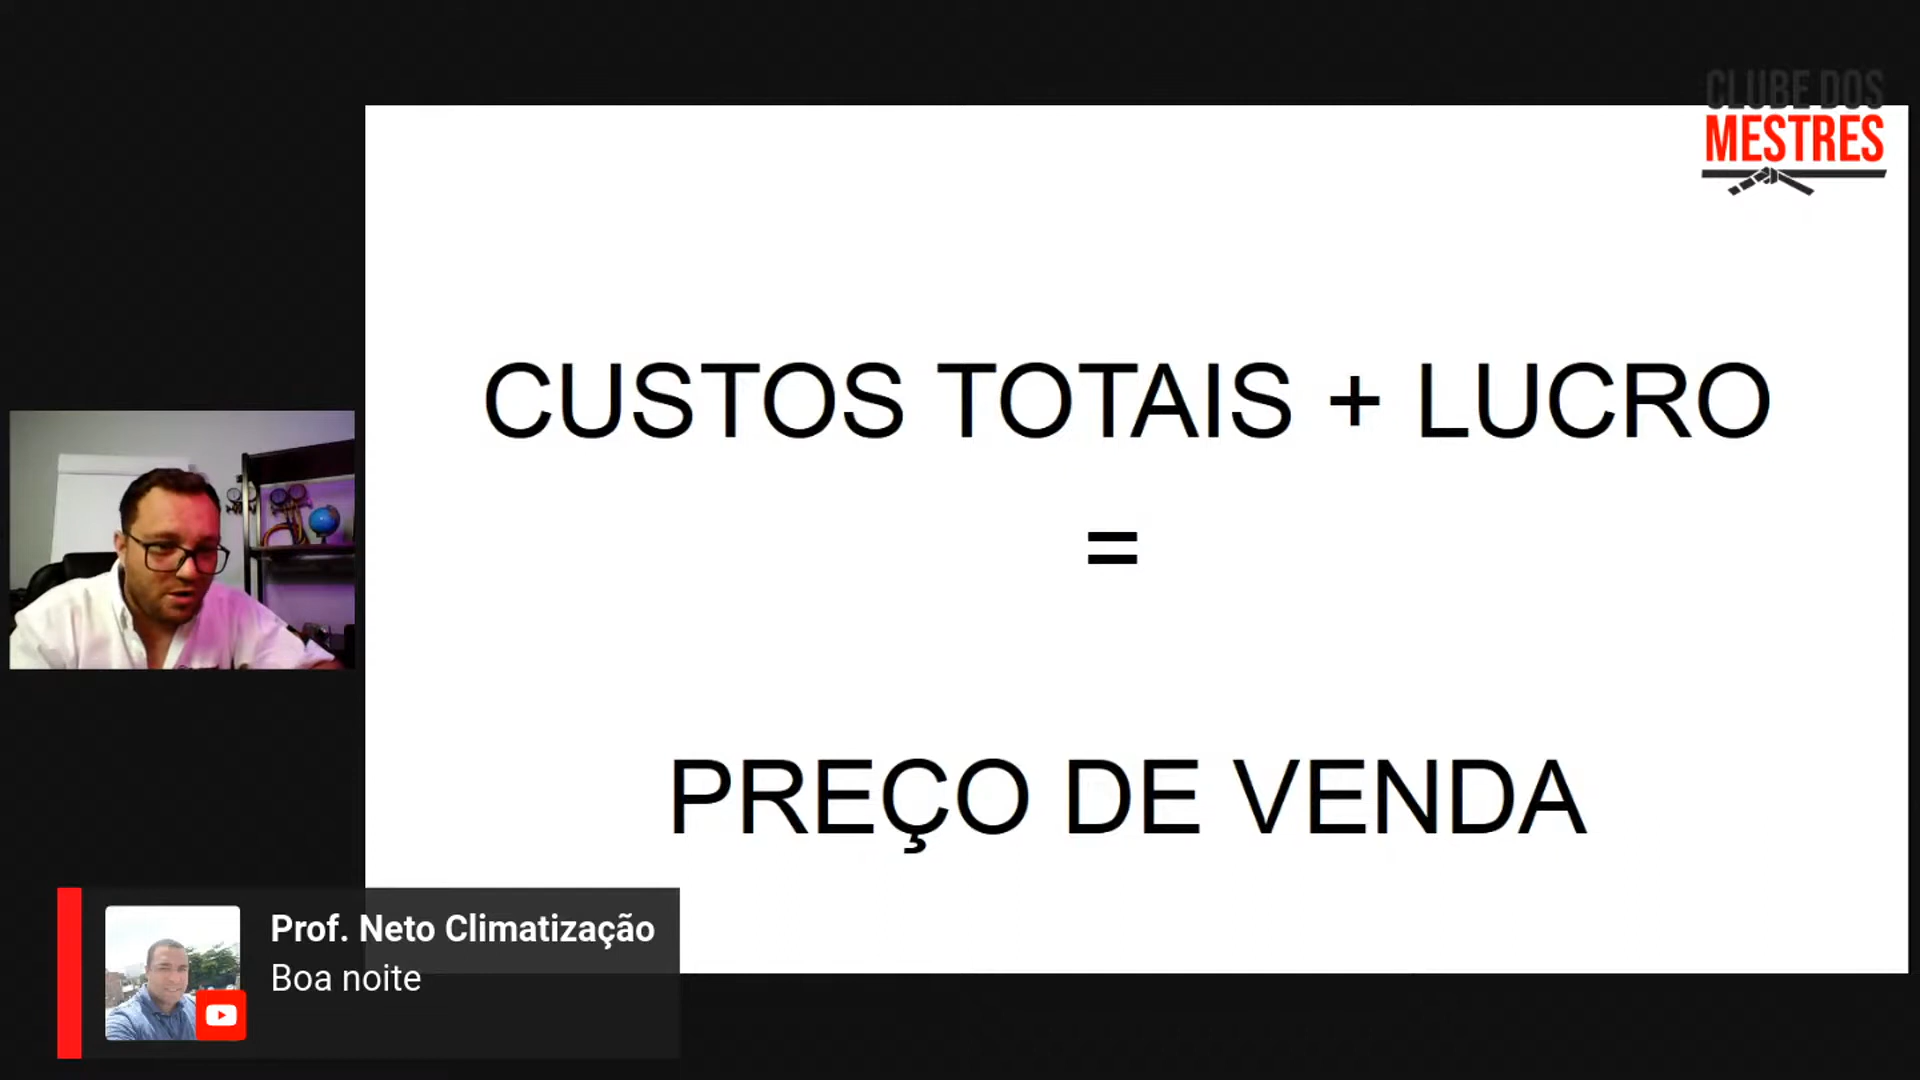 CLUBE DOS
MESTRES
CUSTOS TOTAIS + LUCRO
=
PREÇO DE VENDA
Prof. Neto Climatização
Boa noite